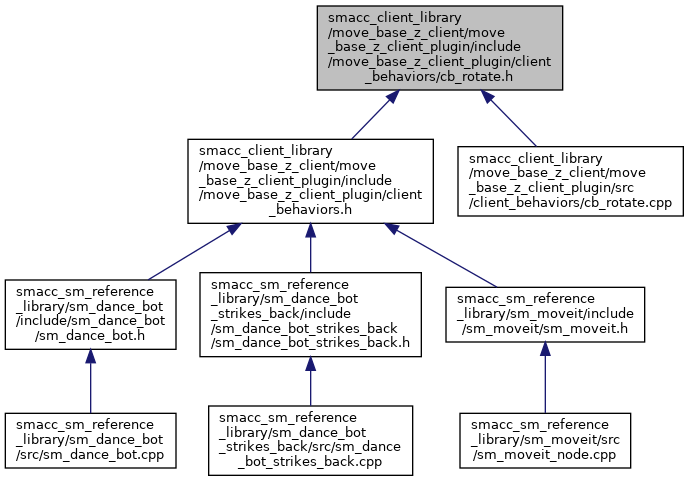 smacc_client_library
/move_base_z_client/move
_base_z_client_plugin/include
/move_base_z_client_plugin/client
_behaviors/cb_rotate.h
smacc_client_library
/move_base_z_client/move
_base_z_client_plugin/include
/move_base_z_client_plugin/client
_behaviors.h
smacc_client_library
/move_base_z_client/move
_base_z_client_plugin/src
/client_behaviors/cb_rotate.cpp
smacc_sm_reference
_library/sm_dance_bot
/include/sm_dance_bot
/sm_dance_bot.h
smacc_sm_reference
_library/sm_dance_bot
_strikes_back/include
/sm_dance_bot_strikes_back
/sm_dance_bot_strikes_back.h
smacc_sm_reference
_library/sm_moveit/include
/sm_moveit/sm_moveit.h
smacc_sm_reference
_library/sm_dance_bot
/src/sm_dance_bot.cpp
smacc_sm_reference
_library/sm_dance_bot
_strikes_back/src/sm_dance
_bot_strikes_back.cpp
smacc_sm_reference
_library/sm_moveit/src
/sm_moveit_node.cpp